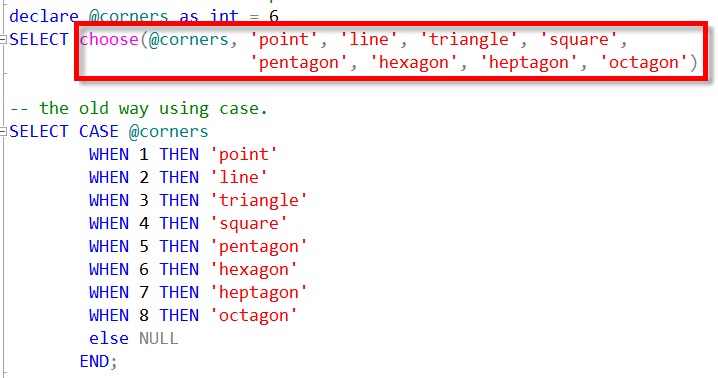 declare @corners as int = 6
SELECT choose(@corners, 'point', 'line', 'triangle', 'square',
'pentagon', 'hexagon', 'heptagon', 'octagon')
-- the old way using case.
SELECT CASE @corners
WHEN 1 THEN 'point'
WHEN 2 THEN 'line'
WHEN 3 THEN 'triangle'
WHEN 4 THEN 'square'
WHEN 5 THEN 'pentagon'
WHEN 6 THEN 'hexagon'
WHEN 7 THEN 'heptagon'
WHEN 8 THEN 'octagon'
else NULL
END;